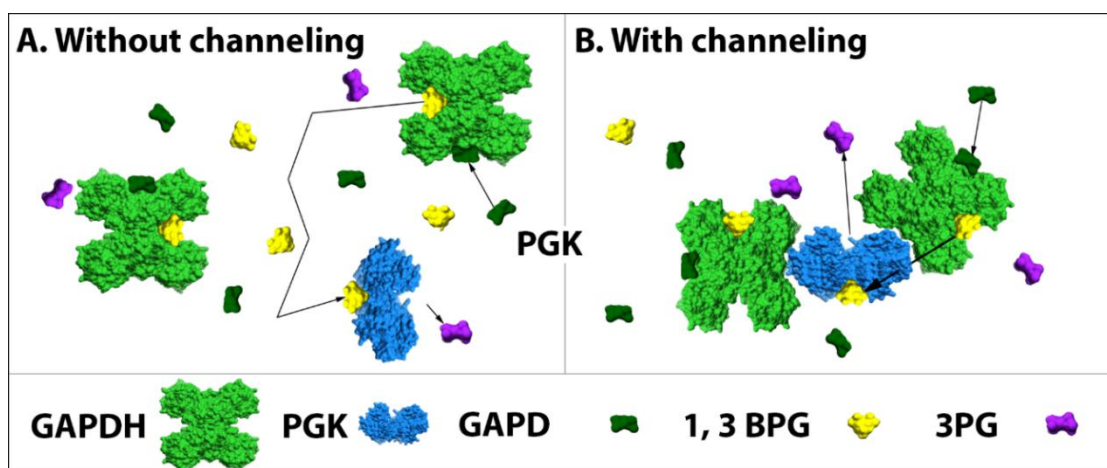 A. Without channeling
B. With channeling
PGK
GAPDH PGK GAPD 1, 3 BPG 3PG